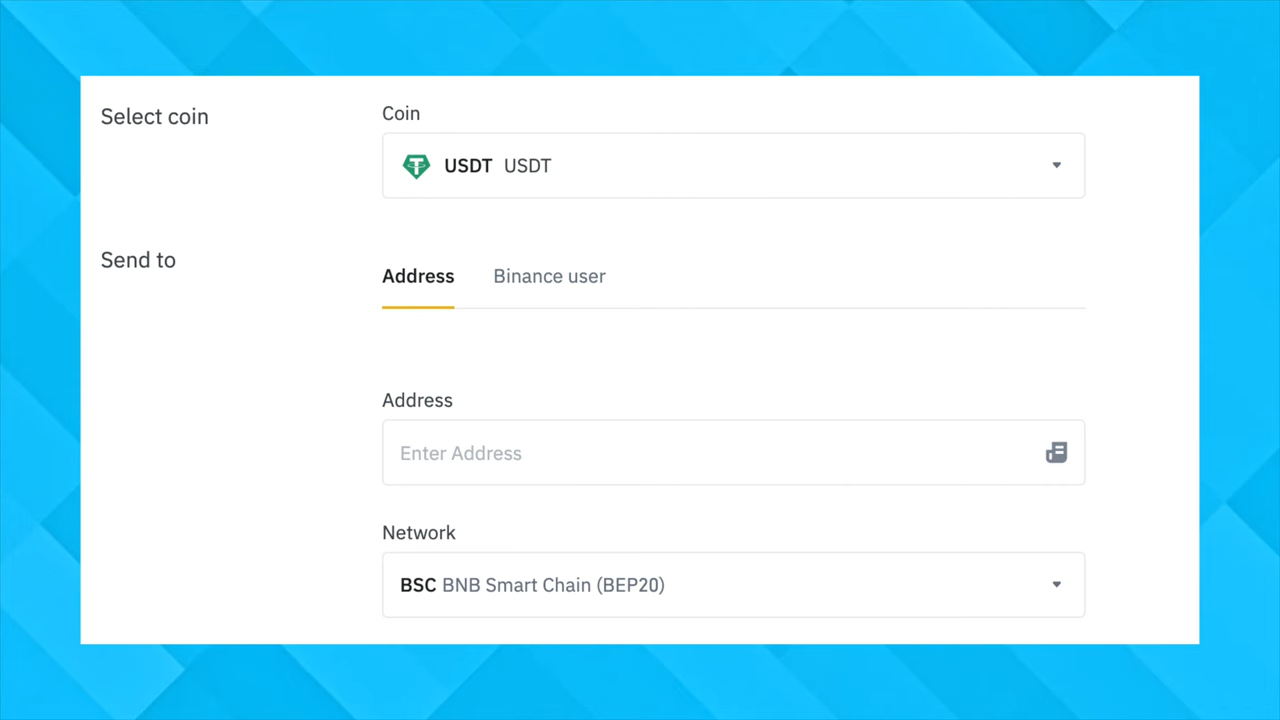 Select coin
Coin
USDT USDT
Send to
Address Binance user
Address
Enter Address
Network
BSC BNB Smart Chain (BEP20)